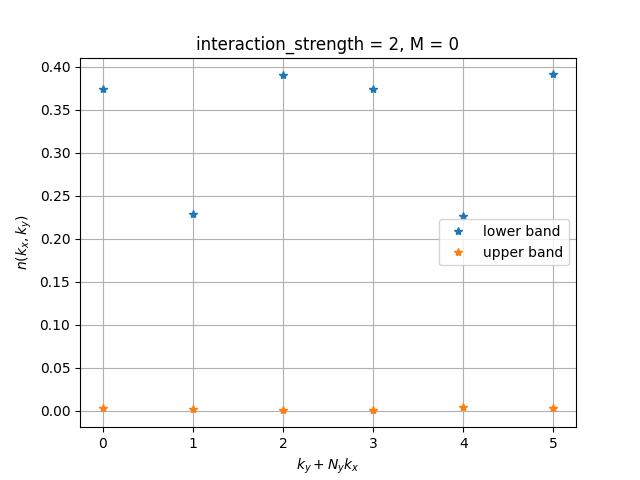 interaction_strength = 2, M = 0
0.40
0.35
0.30
0.25
0.20
0.15
0.10
0.05
0.00
n(kx, ky)
lower band
upper band
0 1 2 3 4 5
ky + Nykx